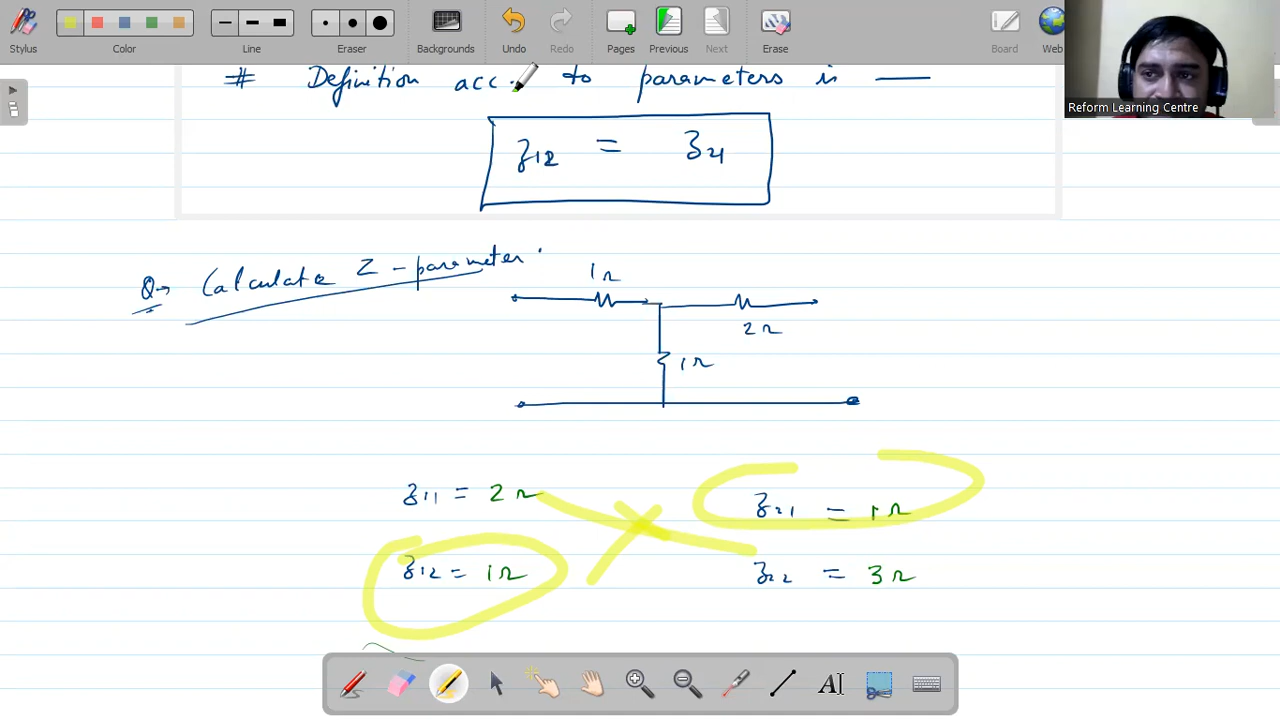 Stylus Color Line Eraser Backgrounds Undo Redo Pages Previous Next Erase Board Web
Reform Learning Centre
# Definition acc. to parameters is —
z12 = z21
Q→ Calculate Z-parameter.
1Ω
2Ω
1Ω
z11 = 2Ω z21 = 1Ω
z12 = 1Ω z22 = 3Ω
AI